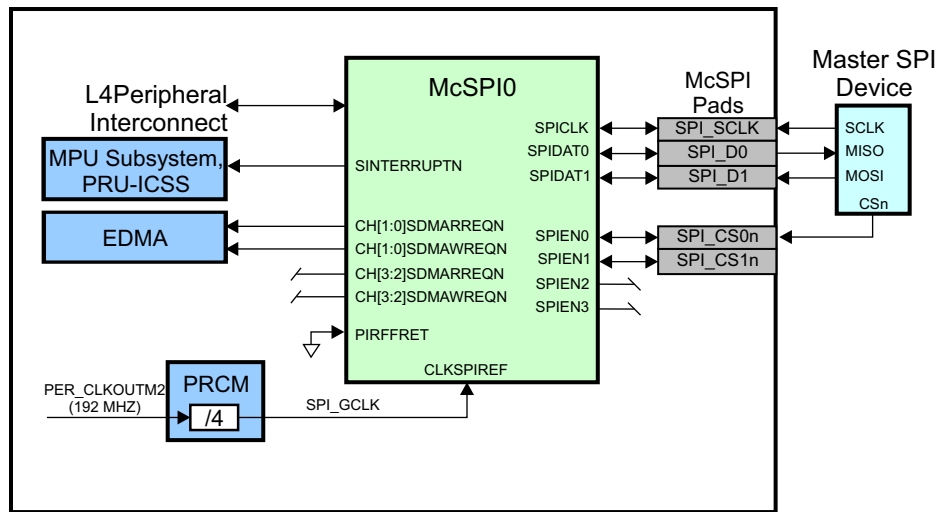 L4Peripheral
Interconnect
MPU Subsystem,
PRU-ICSS
EDMA
McSPI0
SINTERRUPTN
CH[1:0]SDMARREQN
CH[1:0]SDMAWREQN
CH[3:2]SDMARREQN
CH[3:2]SDMAWREQN
PIRFFRET
CLKSPIREF
SPICLK
SPIDAT0
SPIDAT1
SPIEN0
SPIEN1
SPIEN2
SPIEN3
McSPI
Pads
SPI_SCLK
SPI_D0
SPI_D1
SPI_CS0n
SPI_CS1n
Master SPI
Device
SCLK
MISO
MOSI
CSn
PER_CLKOUTM2
(192 MHZ)
PRCM
/4
SPI_GCLK